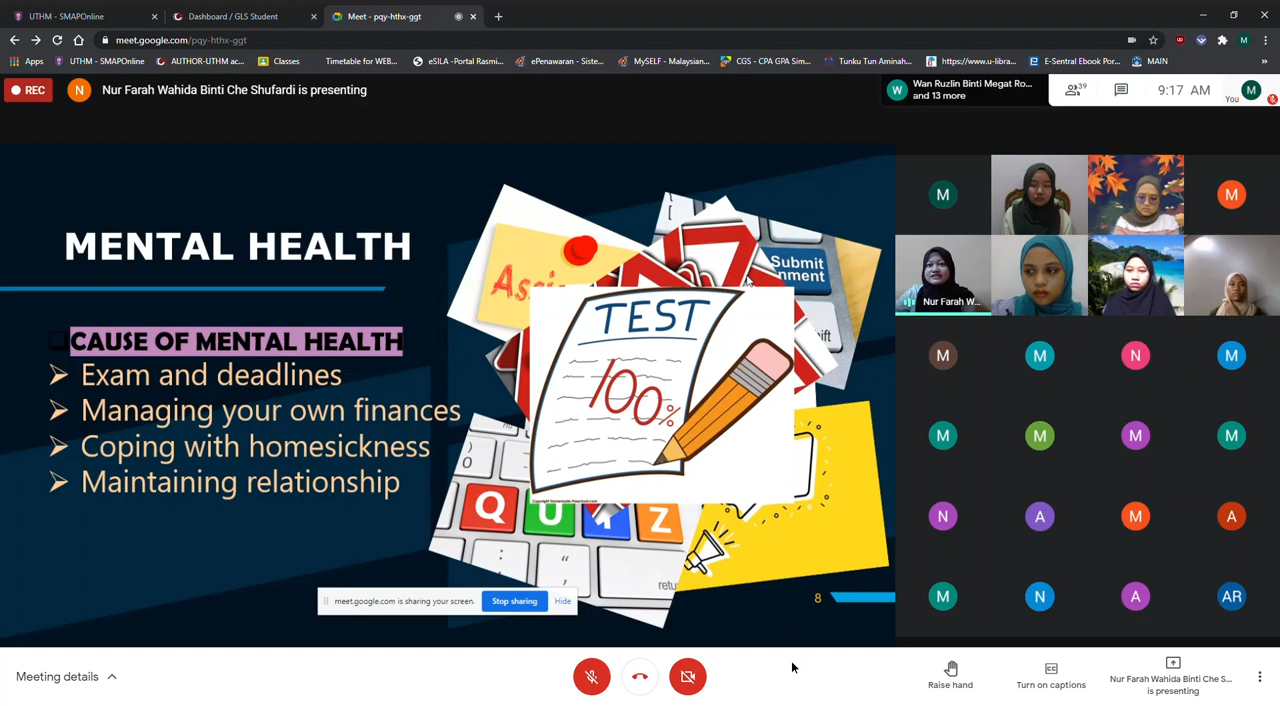 UTHM - SMAPOnline
Dashboard / GLS Student
Meet - pqy-hthx-ggt
meet.google.com/pqy-hthx-ggt
Apps
UTHM - SMAPOnline
AUTHOR-UTHM ac...
Classes
Timetable for WEB...
eSILA -Portal Rasmi...
ePenawaran - Siste...
MySELF - Malaysian...
CGS - CPA GPA Sim...
Tunku Tun Aminah...
https://www.u-libra...
E-Sentral Ebook Por...
MAIN
REC
N
Nur Farah Wahida Binti Che Shufardi is presenting
W
Wan Ruzlin Binti Megat Ro...
and 13 more
39
9:17 AM
You
M
MENTAL HEALTH
CAUSE OF MENTAL HEALTH
Exam and deadlines
Managing your own finances
Coping with homesickness
Maintaining relationship
Assi
Submit
nment
shift
TEST
100%
QUIZ
retu
8
meet.google.com is sharing your screen.
Stop sharing
Hide
M
M
Nur Farah W...
M M N M
M M M M
N A M A
M N A AR
Meeting details
Raise hand
Turn on captions
Nur Farah Wahida Binti Che S...
is presenting